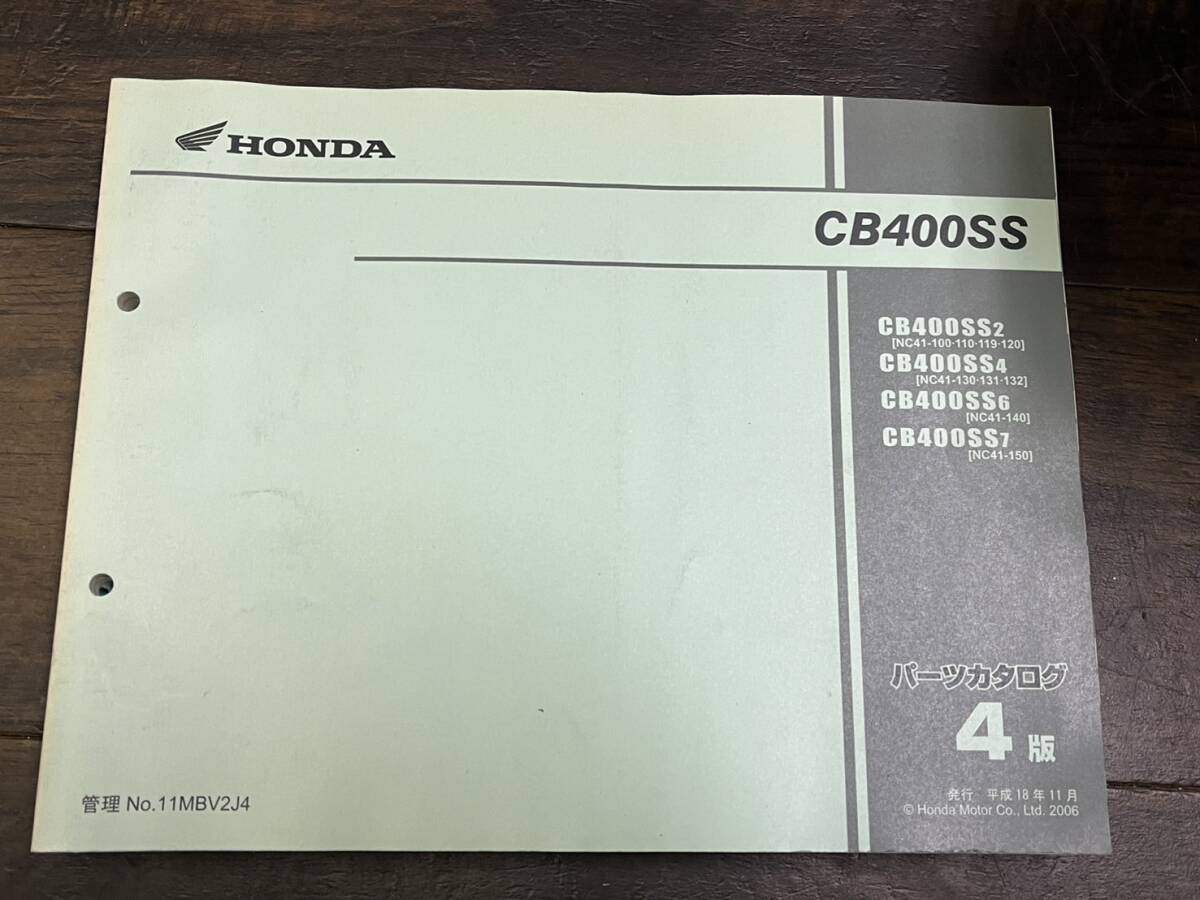 HONDA
CB400SS
CB400SS2
[NC41-100·110·119·120]
CB400SS4
[NC41-130·131·132]
CB400SS6
[NC41-140]
CB400SS7
[NC41-150]
パーツカタログ
4版
管理 No.11MBV2J4
発行 平成18年11月
© Honda Motor Co., Ltd. 2006